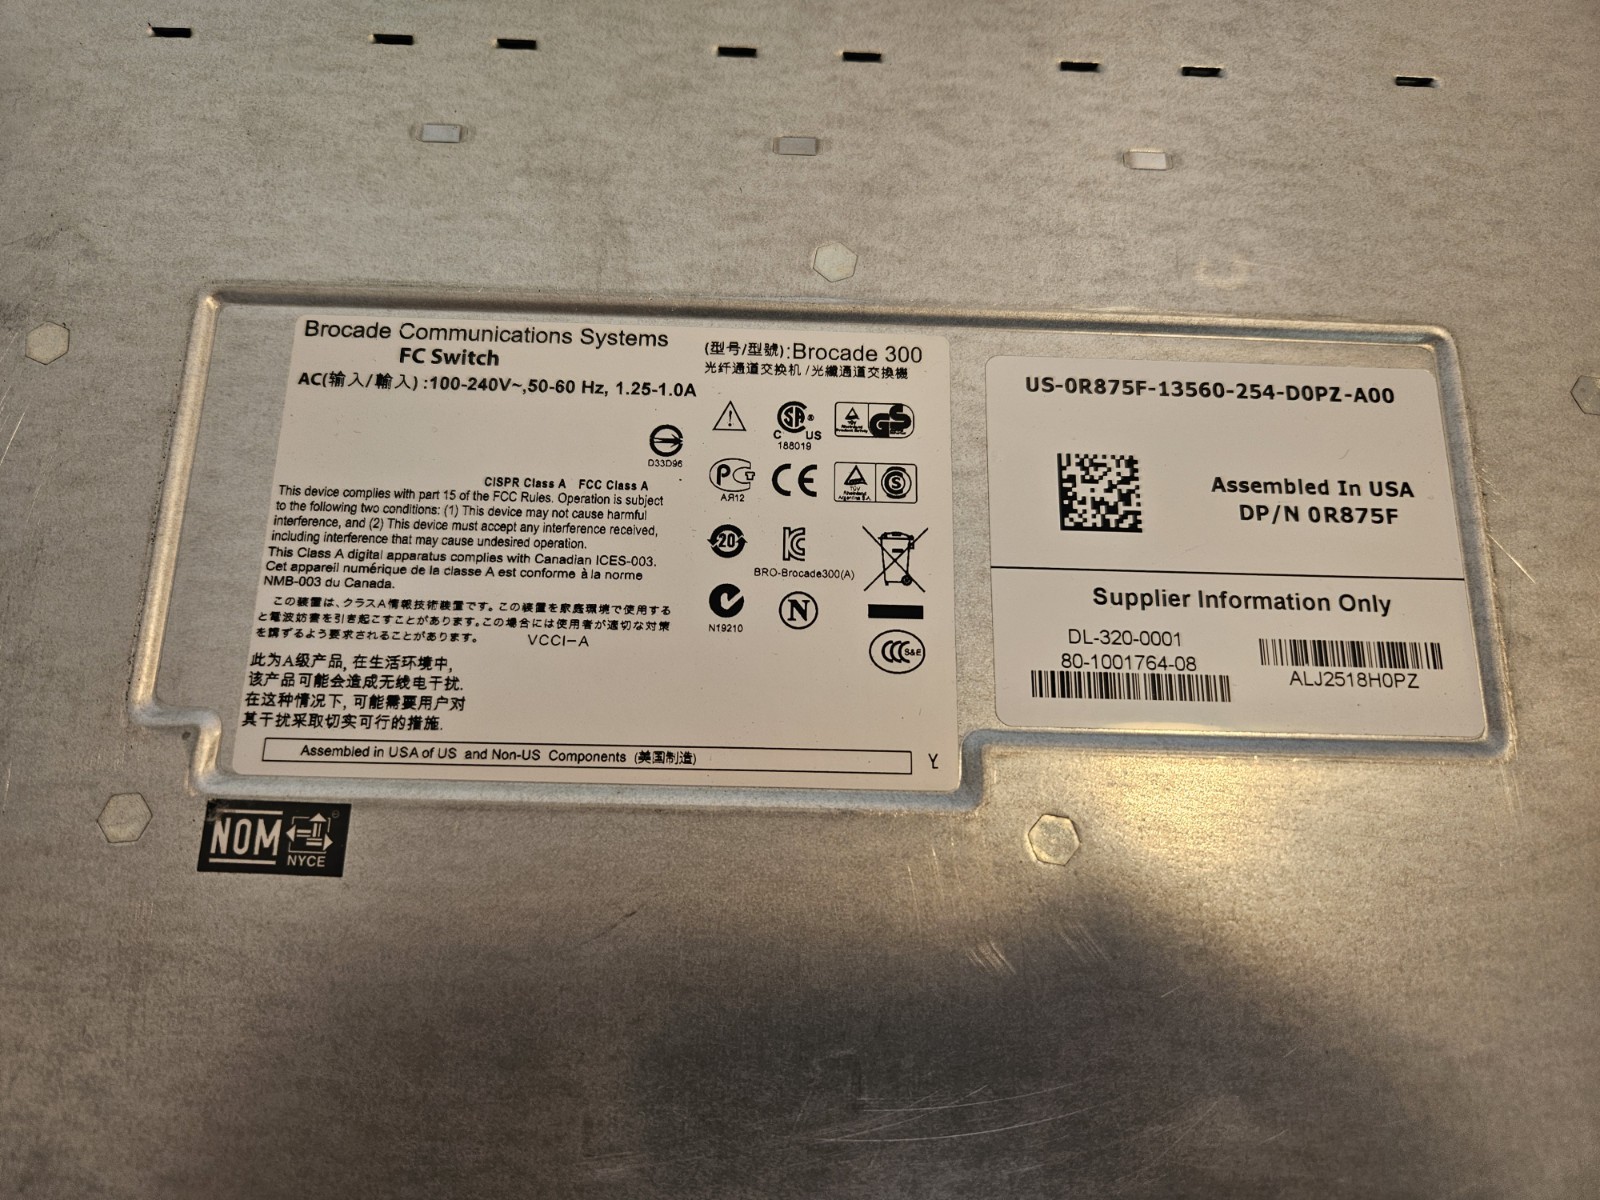 Brocade Communications Systems
FC Switch
(型号/型號):Brocade 300
光纤通道交换机/光纖通道交換機
AC(输入/輸入):100-240V~,50-60 Hz, 1.25-1.0A
D33D96
C US
188019
CISPR Class A FCC Class A
This device complies with part 15 of the FCC Rules. Operation is subject
to the following two conditions: (1) This device may not cause harmful
interference, and (2) This device must accept any interference received,
including interference that may cause undesired operation.
This Class A digital apparatus complies with Canadian ICES-003.
Cet appareil numérique de la classe A est conforme à la norme
NMB-003 du Canada.
この装置は、クラスA情報技術装置です。この装置を家庭環境で使用する
と電波妨害を引き起こすことがあります。この場合には使用者が適切な対策
を講ずるよう要求されることがあります。 VCCI-A
此为A级产品, 在生活环境中,
该产品可能会造成无线电干扰.
在这种情况下, 可能需要用户对
其干扰采取切实可行的措施.
GS
AЯ12
CE
20
BRO-Brocade300(A)
N19210
N
CCC S&E
Assembled in USA of US and Non-US Components (美国制造)
Y
US-0R875F-13560-254-D0PZ-A00
Assembled In USA
DP/N 0R875F
Supplier Information Only
DL-320-0001
80-1001764-08
ALJ2518H0PZ
NOM
NYCE